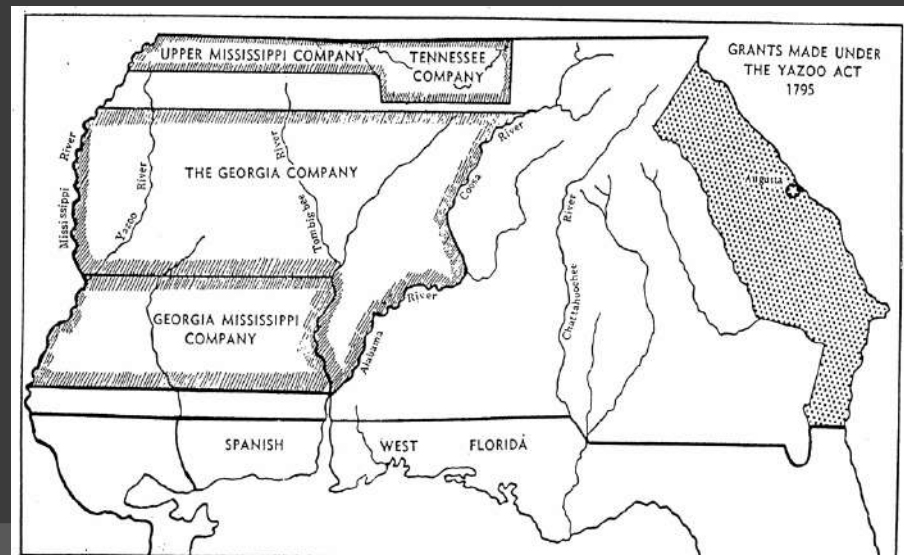 UPPER MISSISSIPPI COMPANY
TENNESSEE
COMPANY
GRANTS MADE UNDER
THE YAZOO ACT
1795
Mississippi River
Yazoo River
THE GEORGIA COMPANY
Tombigbee River
Coosa River
Augusta
Chattahuochee River
GEORGIA MISSISSIPPI
COMPANY
Alabama River
SPANISH WEST FLORIDA